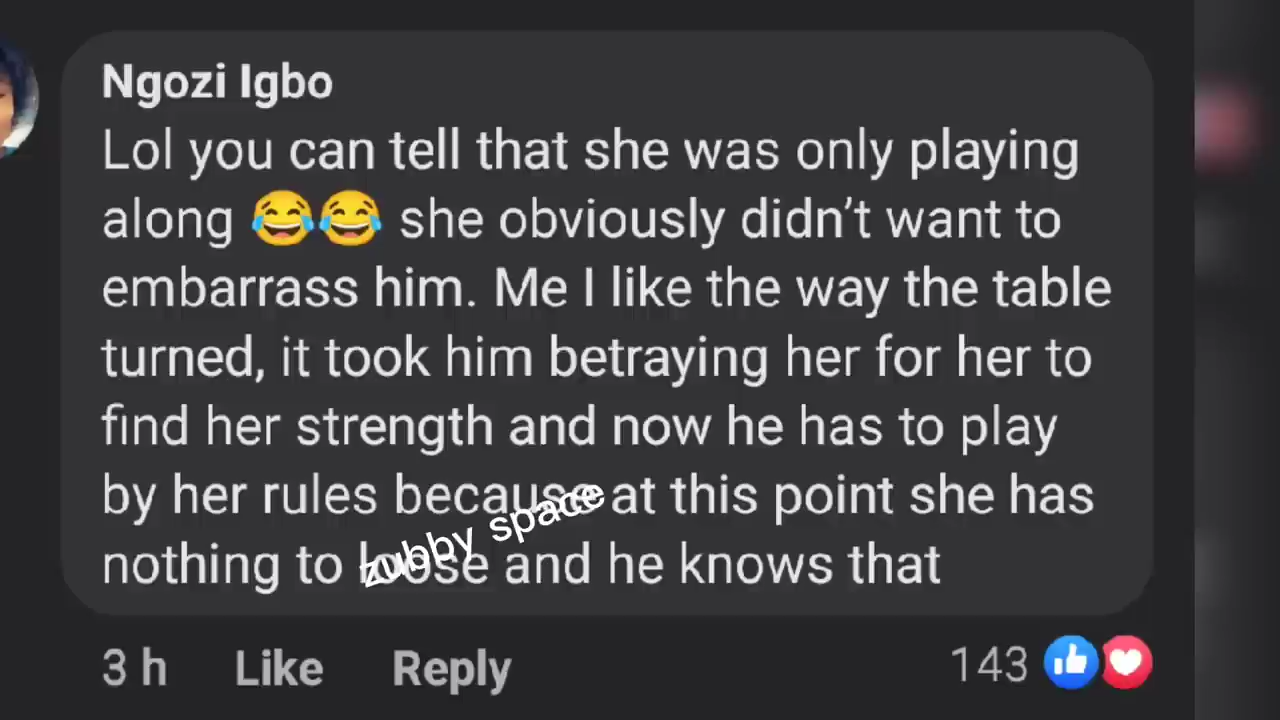 Ngozi Igbo
Lol you can tell that she was only playing
along 😂😂 she obviously didn’t want to
embarrass him. Me I like the way the table
turned, it took him betraying her for her to
find her strength and now he has to play
by her rules because at this point she has
nothing to loose and he knows that
zubby space
3 h Like Reply 143